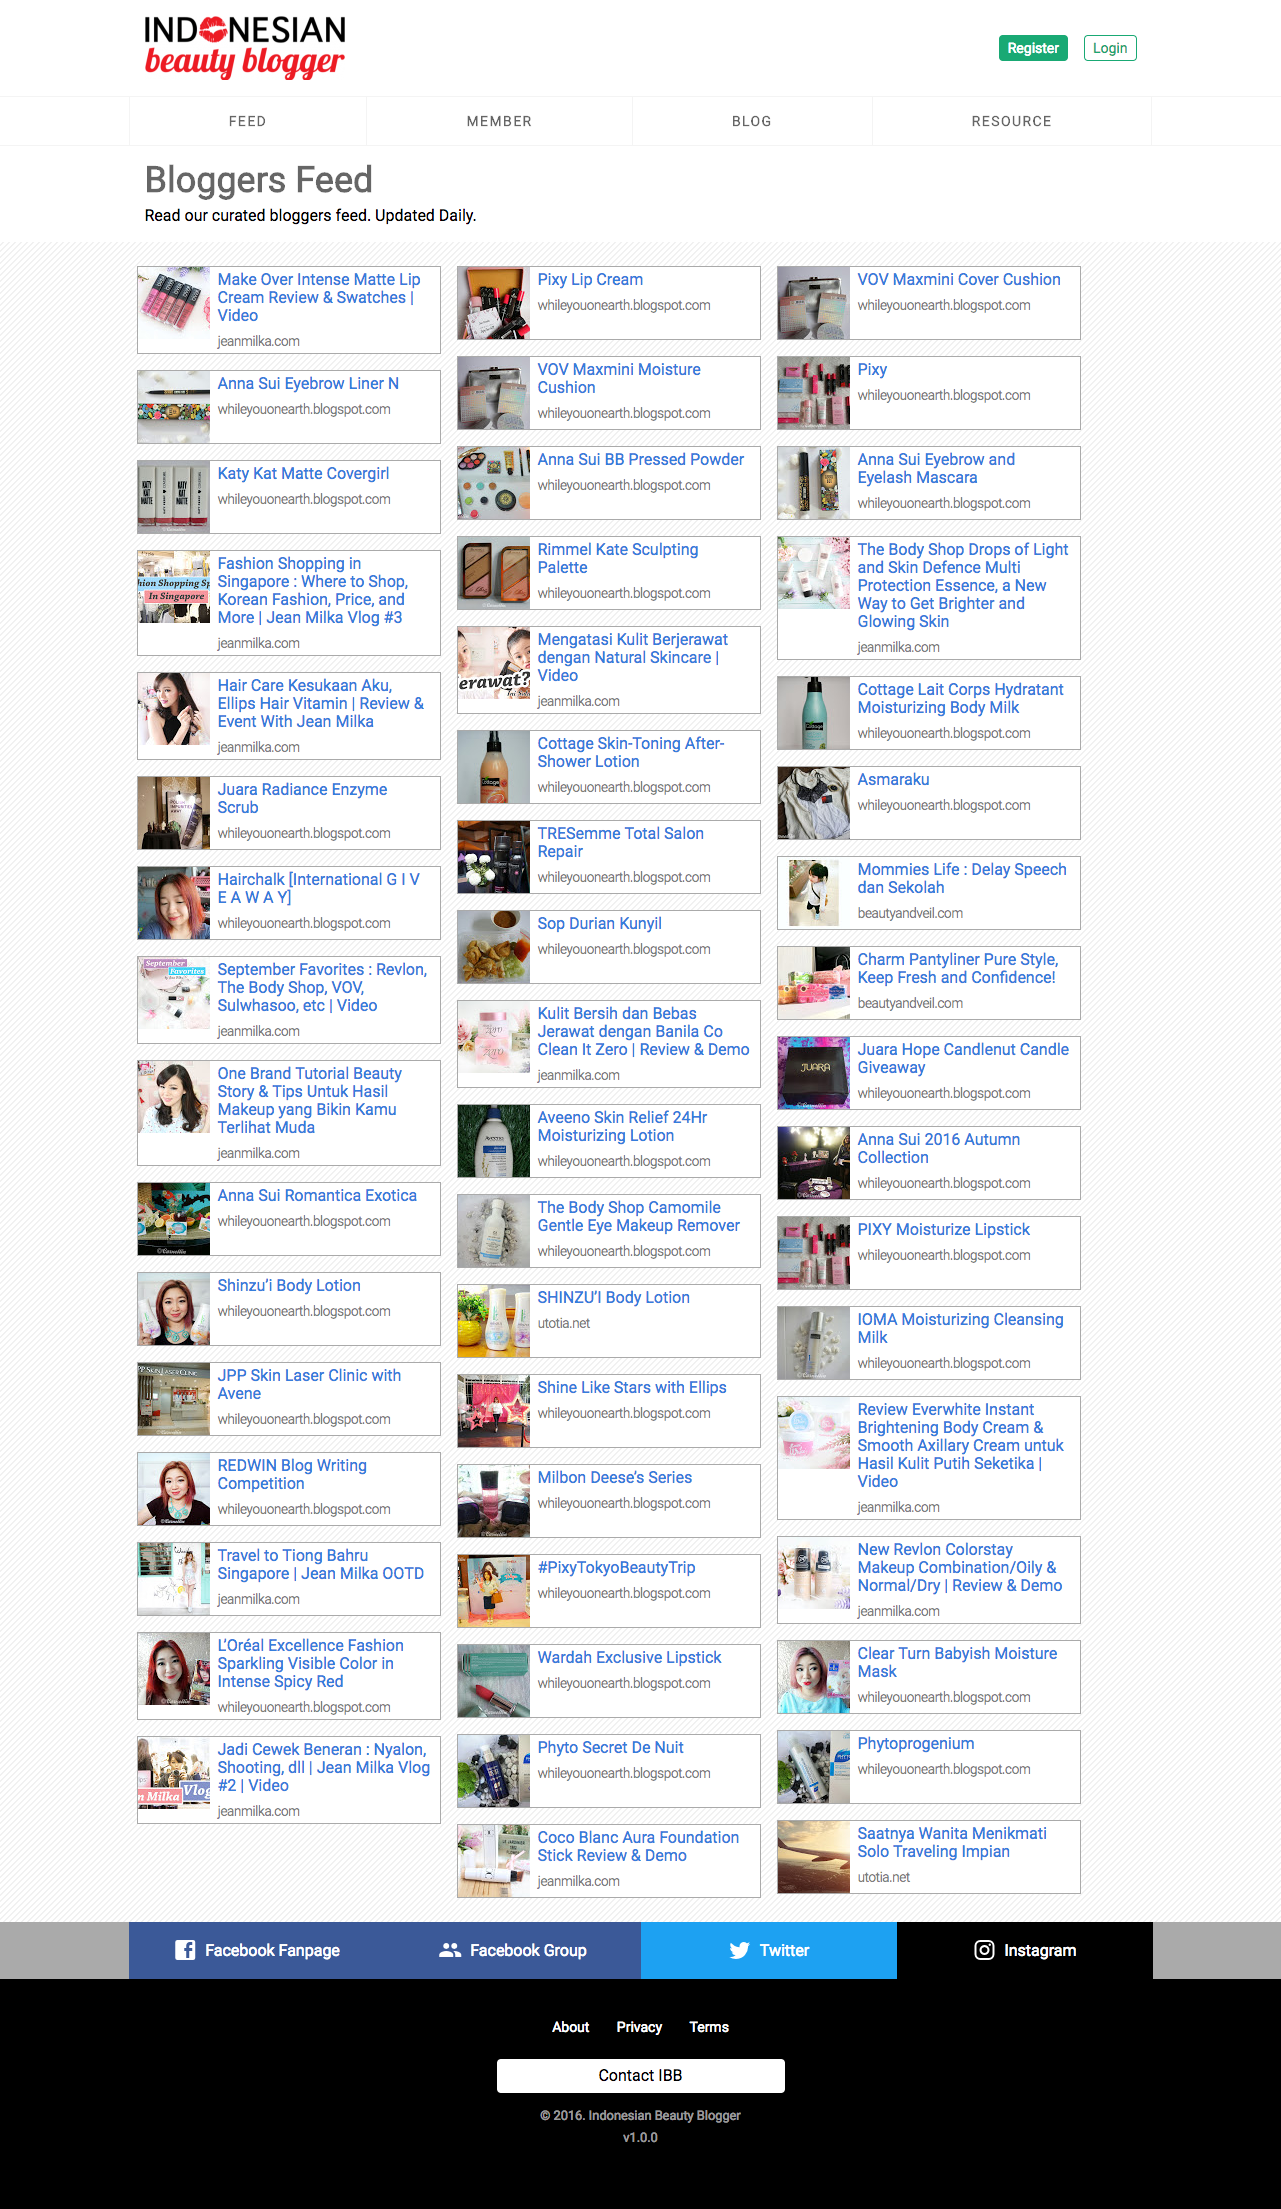 INDONESIAN
beauty blogger
Register
Login
FEED
MEMBER
BLOG
RESOURCE
Bloggers Feed
Read our curated bloggers feed. Updated Daily.
Make Over Intense Matte Lip
Cream Review & Swatches |
Video
jeanmilka.com
Anna Sui Eyebrow Liner N
whileyouonearth.blogspot.com
KATY KAT MATTE
Katy Kat Matte Covergirl
whileyouonearth.blogspot.com
hion Shopping Sp
In Singapore
Fashion Shopping in
Singapore : Where to Shop,
Korean Fashion, Price, and
More | Jean Milka Vlog #3
jeanmilka.com
Hair Care Kesukaan Aku,
Ellips Hair Vitamin | Review &
Event With Jean Milka
jeanmilka.com
Juara Radiance Enzyme
Scrub
whileyouonearth.blogspot.com
Hairchalk [International G I V
E A W A Y]
whileyouonearth.blogspot.com
September
Favorites
September Favorites : Revlon,
The Body Shop, VOV,
Sulwhasoo, etc | Video
jeanmilka.com
One Brand Tutorial Beauty
Story & Tips Untuk Hasil
Makeup yang Bikin Kamu
Terlihat Muda
jeanmilka.com
Anna Sui Romantica Exotica
whileyouonearth.blogspot.com
Shinzu'i Body Lotion
whileyouonearth.blogspot.com
PP SKIN LASER CLINIC
JPP Skin Laser Clinic with
Avene
whileyouonearth.blogspot.com
REDWIN Blog Writing
Competition
whileyouonearth.blogspot.com
Travel to Tiong Bahru
Singapore | Jean Milka OOTD
jeanmilka.com
L'Oréal Excellence Fashion
Sparkling Visible Color in
Intense Spicy Red
whileyouonearth.blogspot.com
n Milka
Vlog
Jadi Cewek Beneran : Nyalon,
Shooting, dll | Jean Milka Vlog
#2 | Video
jeanmilka.com
Pixy Lip Cream
whileyouonearth.blogspot.com
VOV Maxmini Moisture
Cushion
whileyouonearth.blogspot.com
Anna Sui BB Pressed Powder
whileyouonearth.blogspot.com
Rimmel Kate Sculpting
Palette
whileyouonearth.blogspot.com
erawat?
Mengatasi Kulit Berjerawat
dengan Natural Skincare |
Video
jeanmilka.com
Cottage
Cottage Skin-Toning After-
Shower Lotion
whileyouonearth.blogspot.com
TRESemme Total Salon
Repair
whileyouonearth.blogspot.com
Sop Durian Kunyil
whileyouonearth.blogspot.com
zero
Kulit Bersih dan Bebas
Jerawat dengan Banila Co
Clean It Zero | Review & Demo
jeanmilka.com
Aveeno
Aveeno Skin Relief 24Hr
Moisturizing Lotion
whileyouonearth.blogspot.com
The Body Shop Camomile
Gentle Eye Makeup Remover
whileyouonearth.blogspot.com
SHINZU'I Body Lotion
utotia.net
Shine Like Stars with Ellips
whileyouonearth.blogspot.com
Milbon Deese's Series
whileyouonearth.blogspot.com
#PixyTokyoBeautyTrip
whileyouonearth.blogspot.com
Wardah Exclusive Lipstick
whileyouonearth.blogspot.com
Phyto Secret De Nuit
whileyouonearth.blogspot.com
Coco Blanc Aura Foundation
Stick Review & Demo
jeanmilka.com
VOV Maxmini Cover Cushion
whileyouonearth.blogspot.com
Pixy
whileyouonearth.blogspot.com
Anna Sui Eyebrow and
Eyelash Mascara
whileyouonearth.blogspot.com
The Body Shop Drops of Light
and Skin Defence Multi
Protection Essence, a New
Way to Get Brighter and
Glowing Skin
jeanmilka.com
Cottage
Cottage Lait Corps Hydratant
Moisturizing Body Milk
whileyouonearth.blogspot.com
Asmaraku
whileyouonearth.blogspot.com
Mommies Life : Delay Speech
dan Sekolah
beautyandveil.com
Charm Pantyliner Pure Style,
Keep Fresh and Confidence!
beautyandveil.com
JUARA
Juara Hope Candlenut Candle
Giveaway
whileyouonearth.blogspot.com
Anna Sui 2016 Autumn
Collection
whileyouonearth.blogspot.com
PIXY Moisturize Lipstick
whileyouonearth.blogspot.com
IOMA Moisturizing Cleansing
Milk
whileyouonearth.blogspot.com
Review Everwhite Instant
Brightening Body Cream &
Smooth Axillary Cream untuk
Hasil Kulit Putih Seketika |
Video
jeanmilka.com
New Revlon Colorstay
Makeup Combination/Oily &
Normal/Dry | Review & Demo
jeanmilka.com
Clear Turn Babyish Moisture
Mask
whileyouonearth.blogspot.com
Phytoprogenium
whileyouonearth.blogspot.com
Saatnya Wanita Menikmati
Solo Traveling Impian
utotia.net
Facebook Fanpage
Facebook Group
Twitter
Instagram
About
Privacy
Terms
Contact IBB
© 2016. Indonesian Beauty Blogger
v1.0.0